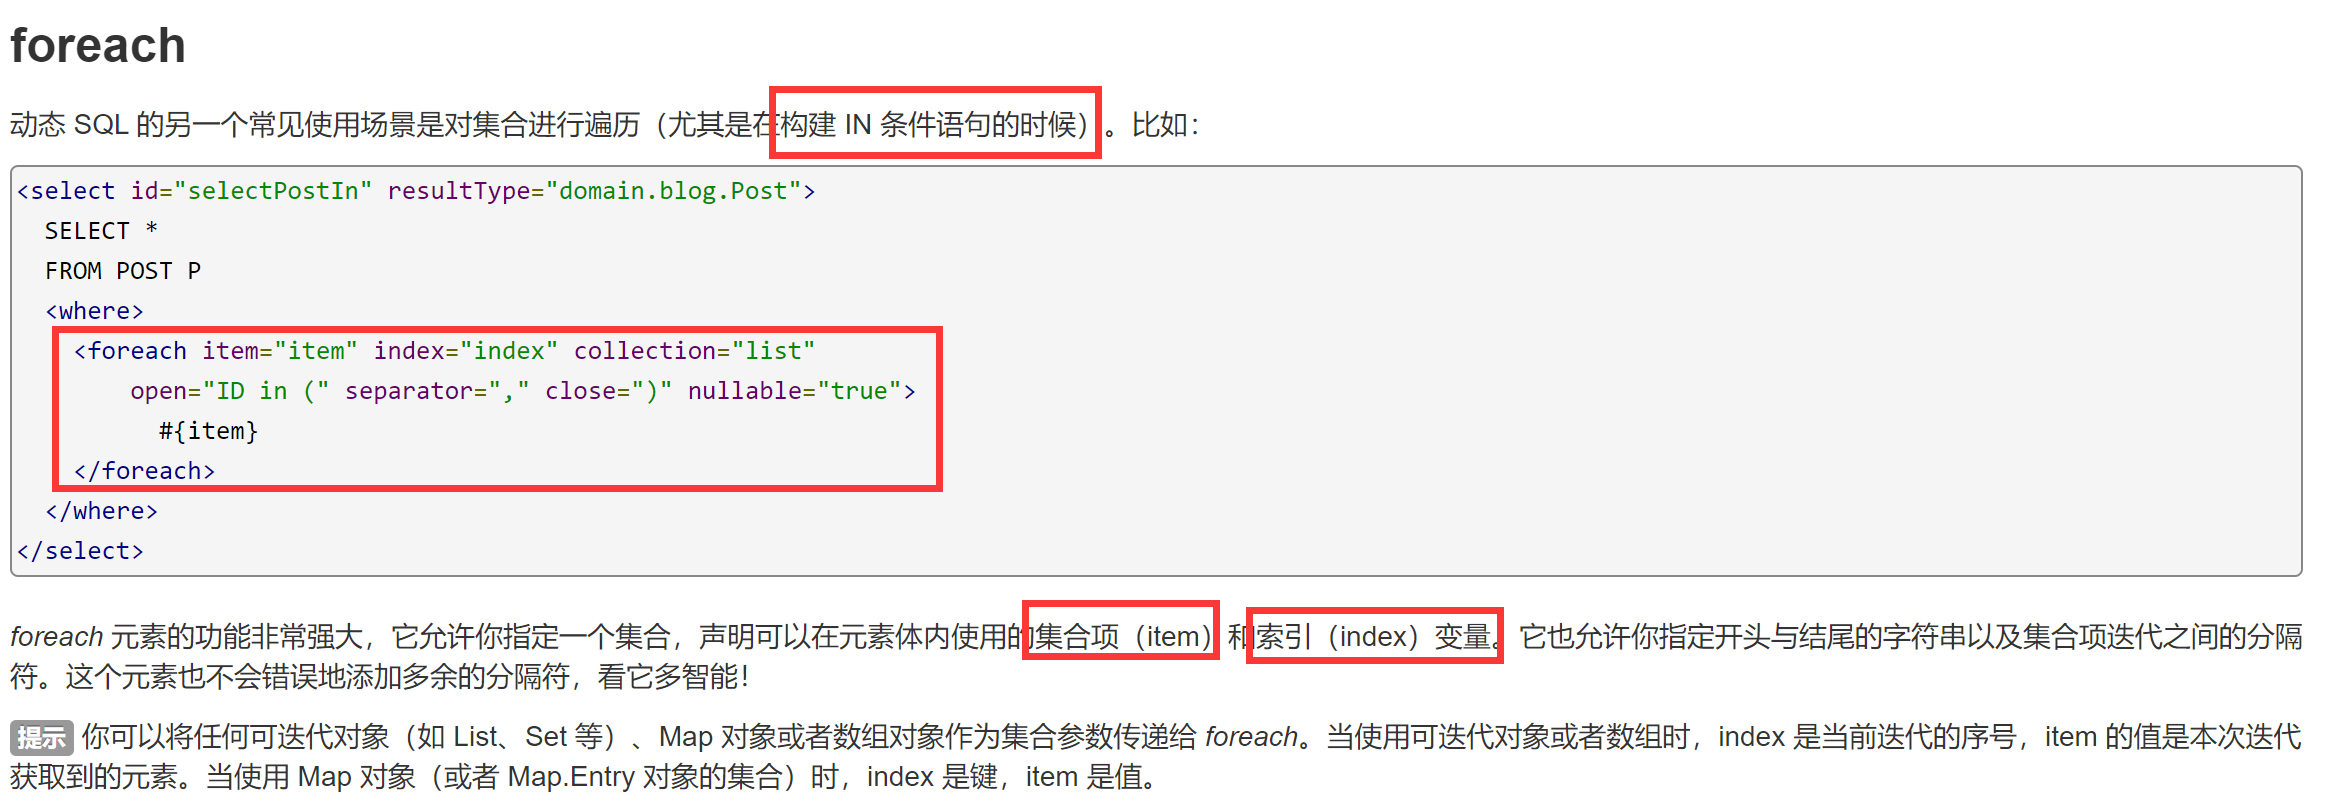 foreach
动态 SQL 的另一个常见使用场景是对集合进行遍历（尤其是在构建 IN 条件语句的时候）。比如：
<select id="selectPostIn" resultType="domain.blog.Post">
  SELECT *
  FROM POST P
  <where>
    <foreach item="item" index="index" collection="list"
        open="ID in (" separator="," close=")" nullable="true">
          #{item}
    </foreach>
  </where>
</select>
foreach 元素的功能非常强大，它允许你指定一个集合，声明可以在元素体内使用的集合项（item）和索引（index）变量。它也允许你指定开头与结尾的字符串以及集合项迭代之间的分隔
符。这个元素也不会错误地添加多余的分隔符，看它多智能！
提示 你可以将任何可迭代对象（如 List、Set 等）、Map 对象或者数组对象作为集合参数传递给 foreach。当使用可迭代对象或者数组时，index 是当前迭代的序号，item 的值是本次迭代
获取到的元素。当使用 Map 对象（或者 Map.Entry 对象的集合）时，index 是键，item 是值。